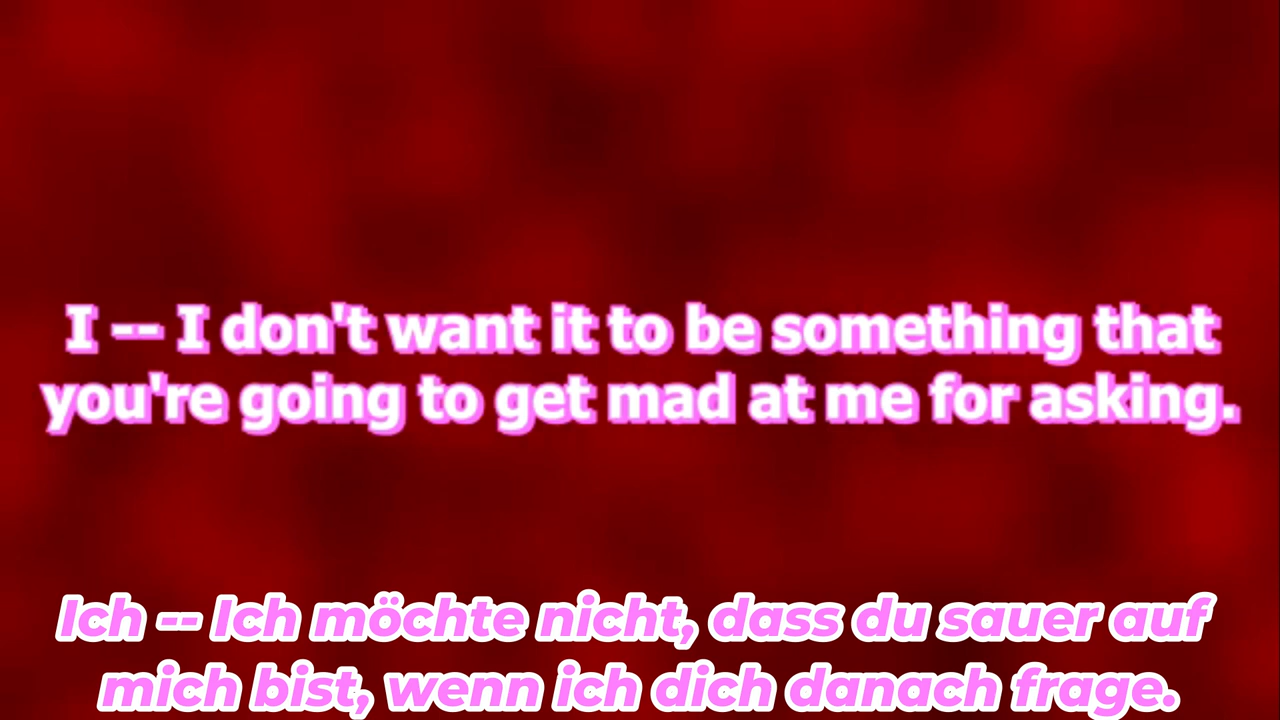 I -- I don't want it to be something that
you're going to get mad at me for asking.
Ich -- Ich möchte nicht, dass du sauer auf
mich bist, wenn ich dich danach frage.